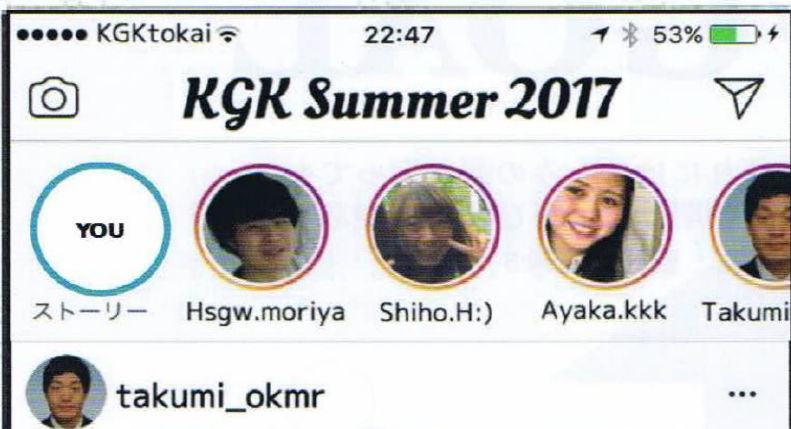 KGKtokai 22:47 53%
KGK Summer 2017
YOU
ストーリー Hsgw.moriya Shiho.H:) Ayaka.kkk Takumi
takumi_okmr